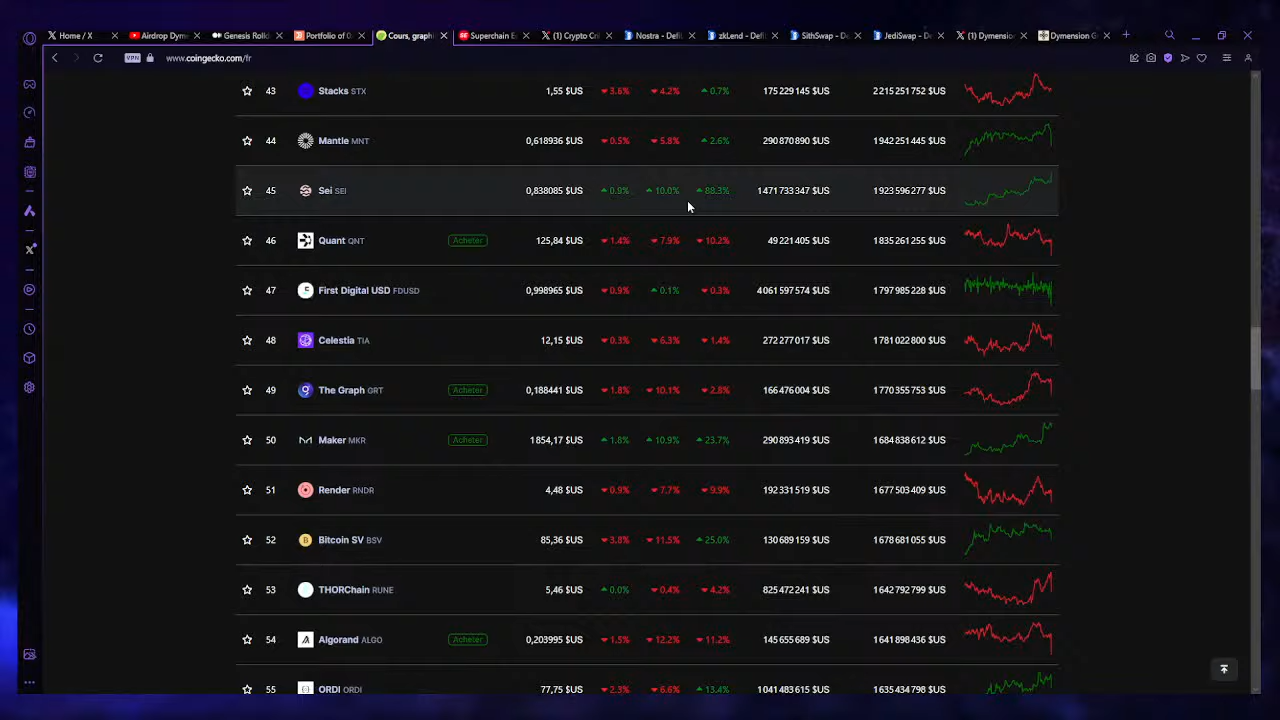 Home / X
Airdrop Dym
Genesis Rolld
Portfolio of D
Cours, graphi
Superchain E
(1) Crypto Cri
Nostra - Defil
zkLend - Defil
SithSwap - De
JediSwap - De
(1) Dymensio
Dymension G
VPN www.coingecko.com/fr
43 Stacks STX 1,55 $US 3.6% 4.2% 0.7% 175 229 145 $US 2 215 251 752 $US
44 Mantle MNT 0,618936 $US 0.5% 5.8% 2.6% 290 870 890 $US 1 942 251 445 $US
45 Sei SEI 0,838085 $US 0.9% 10.0% 88.3% 1 471 733 347 $US 1 923 596 277 $US
46 Quant QNT Acheter 125,84 $US 1.4% 7.9% 10.2% 49 221 405 $US 1 835 261 285 $US
47 First Digital USD FDUSD 0,998965 $US 0.9% 0.1% 0.3% 4 061 597 574 $US 1 797 985 228 $US
48 Celestia TIA 12,15 $US 0.3% 6.3% 1.4% 272 277 017 $US 1 781 022 800 $US
49 The Graph GRT Acheter 0,188441 $US 1.8% 10.1% 2.8% 166 476 004 $US 1 770 355 753 $US
50 Maker MKR Acheter 1 854,17 $US 1.8% 10.9% 23.7% 290 893 419 $US 1 684 898 612 $US
51 Render RNDR 4,48 $US 0.9% 7.7% 9.9% 192 331 519 $US 1 677 503 409 $US
52 Bitcoin SV BSV 85,36 $US 3.8% 11.5% 25.0% 130 689 159 $US 1 678 681 055 $US
53 THORChain RUNE 5,46 $US 0.0% 0.4% 4.2% 825 472 241 $US 1 642 792 799 $US
54 Algorand ALGO Acheter 0,203995 $US 1.5% 12.2% 11.2% 145 655 689 $US 1 641 898 436 $US
55 ORDI ORDI 77,75 $US 2.3% 6.6% 13.4% 1 041 483 615 $US 1 635 434 798 $US